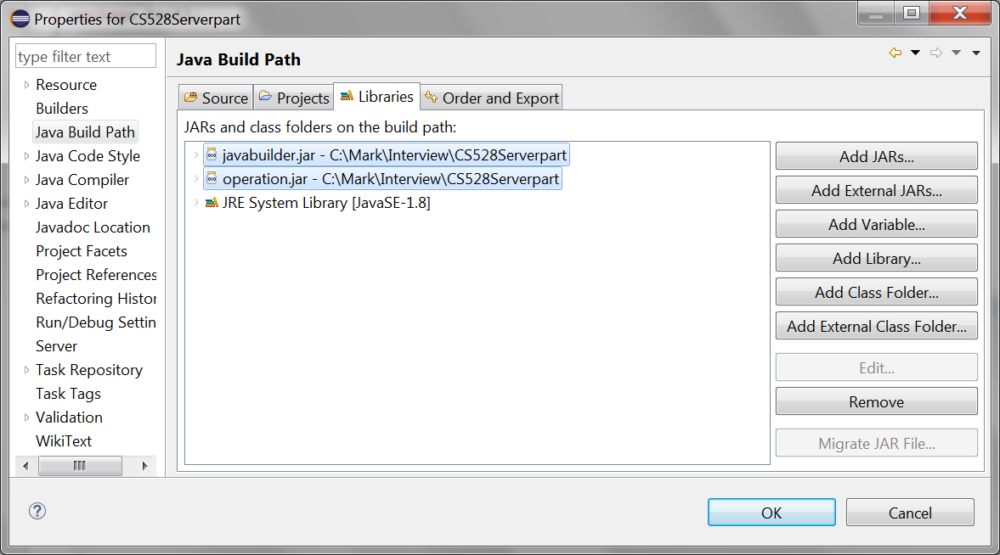 Properties for CS528Serverpart
type filter text
Resource
Builders
Java Build Path
Java Code Style
Java Compiler
Java Editor
Javadoc Location
Project Facets
Project References
Refactoring Histor
Run/Debug Settin
Server
Task Repository
Task Tags
Validation
WikiText
Java Build Path
Source Projects Libraries Order and Export
JARs and class folders on the build path:
javabuilder.jar - C:\Mark\Interview\CS528Serverpart
operation.jar - C:\Mark\Interview\CS528Serverpart
JRE System Library [JavaSE-1.8]
Add JARs...
Add External JARs...
Add Variable...
Add Library...
Add Class Folder...
Add External Class Folder...
Edit...
Remove
Migrate JAR File...
OK Cancel